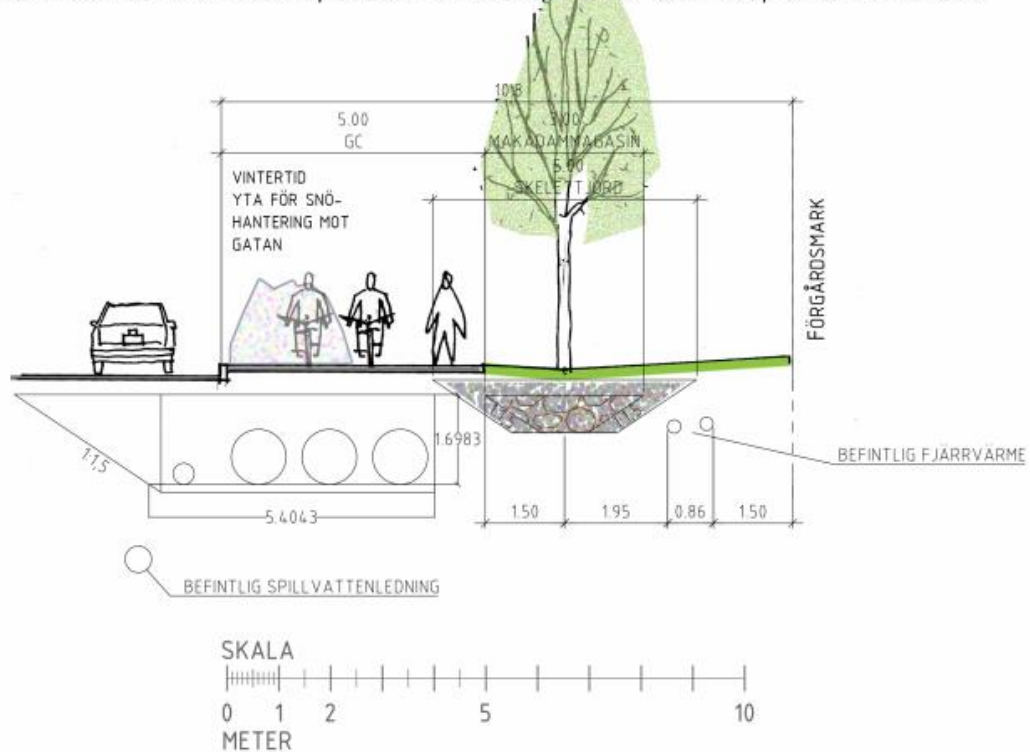 10.8
5.00
GC
3.00
MAKADAMMAGASIN
5.00
SKELETTJORD
VINTERTID
YTA FÖR SNÖ-
HANTERING MOT
GATAN
FÖRGÅRDSMARK
1:1,5
1.6983
5.4043
1.50
1.95
0.86
1.50
BEFINTLIG FJÄRRVÄRME
BEFINTLIG SPILLVATTENLEDNING
SKALA
0 1 2 5 10
METER